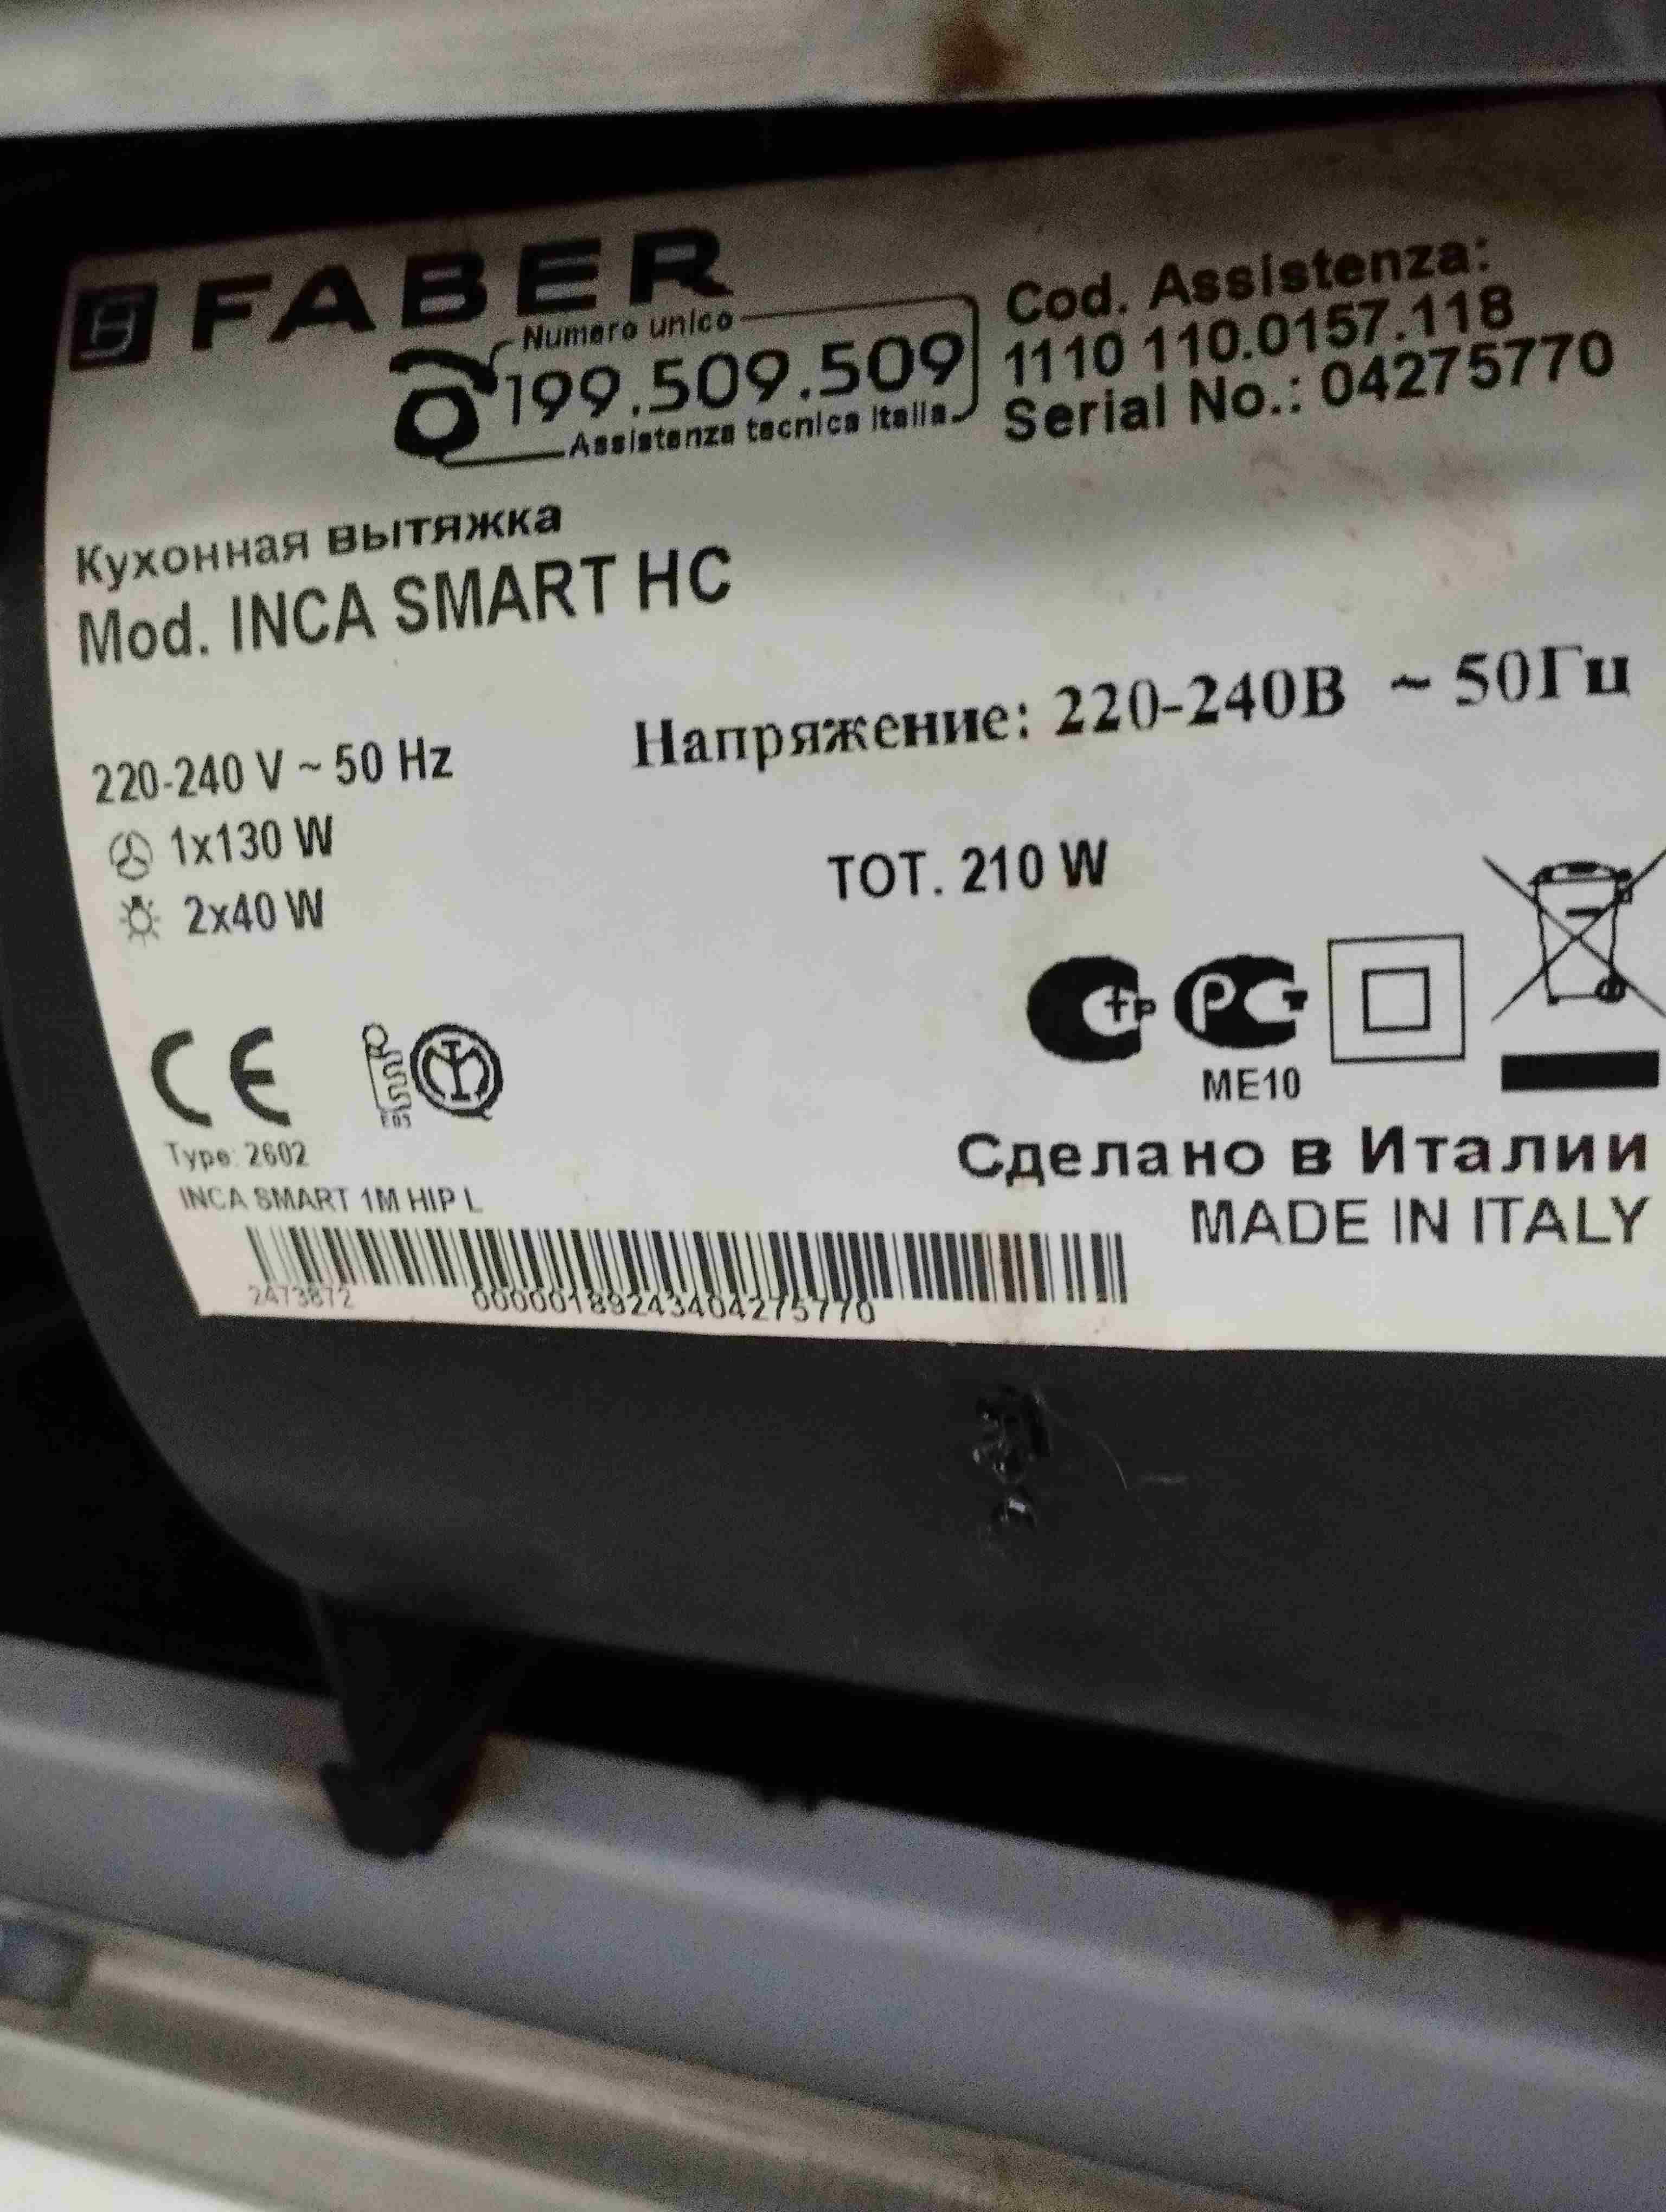 FABER
Numero unico
199.509.509
Assistenza tecnica Italia
Cod. Assistenza:
1110 110.0157.118
Serial No.: 04275770
Кухонная вытяжка
Mod. INCA SMART HC
220-240 V ~ 50 Hz
Напряжение: 220-240В ~ 50Гц
1x130 W
2x40 W
TOT. 210 W
CE
PC
ME10
Type: 2602
INCA SMART 1M HIP L
Сделано в Италии
MADE IN ITALY
2473872 00000189243404275770